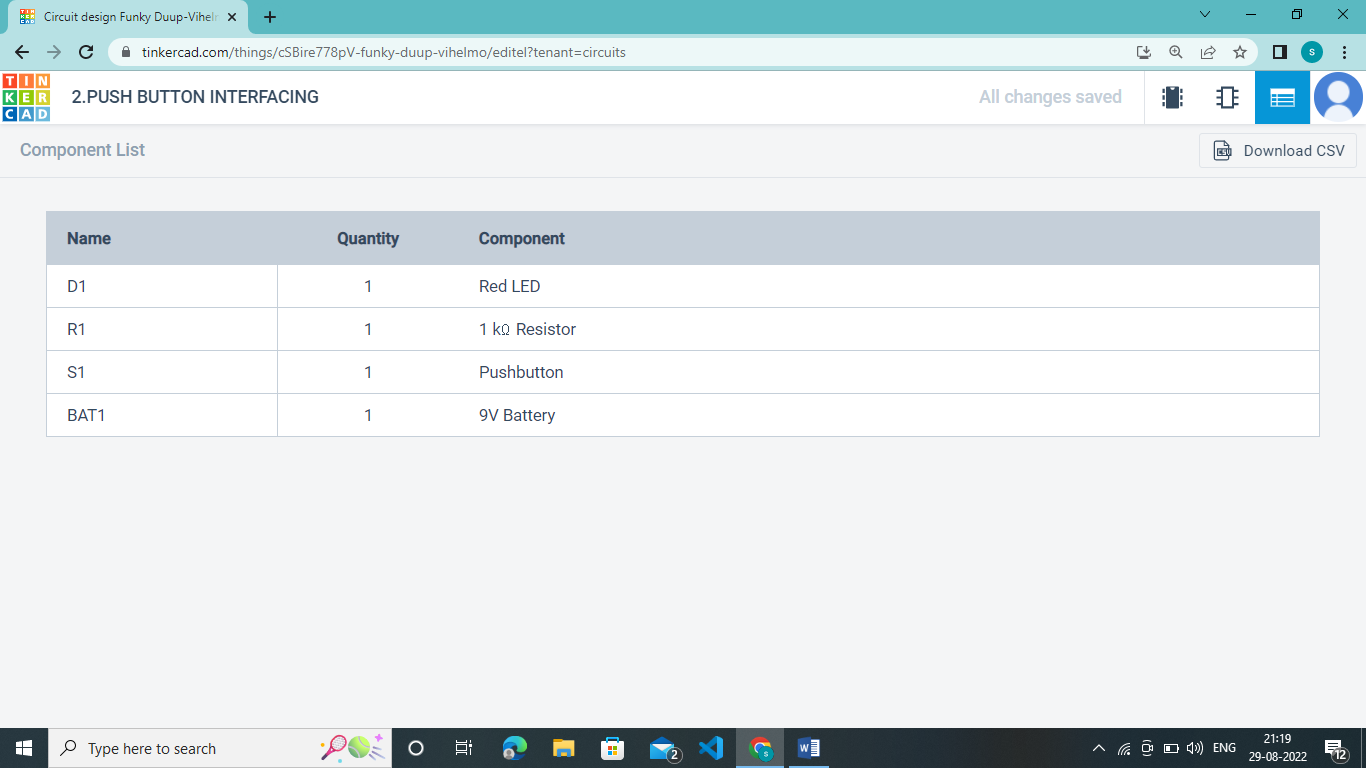 Circuit design Funky Duup-Vihelm
tinkercad.com/things/cSBire778pV-funky-duup-vihelmo/editel?tenant=circuits
S
TIN
KER
CAD
2.PUSH BUTTON INTERFACING
All changes saved
Component List
Download CSV
Name Quantity Component
D1 1 Red LED
R1 1 1 kΩ Resistor
S1 1 Pushbutton
BAT1 1 9V Battery
Type here to search
2
S
W
ENG
21:19
29-08-2022
12